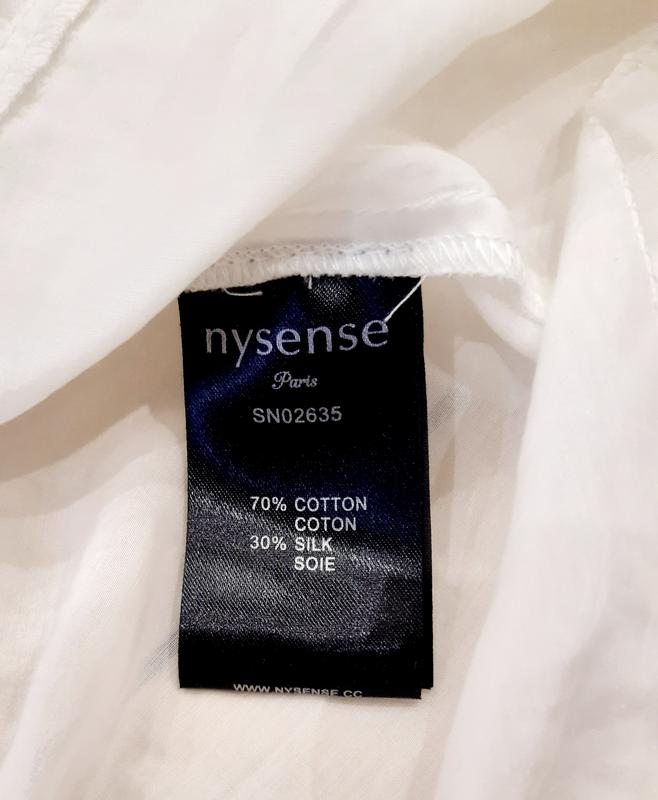 nysense
Paris
SN02635
70% COTTON
COTON
30% SILK
SOIE
WWW.NYSENSE.CC